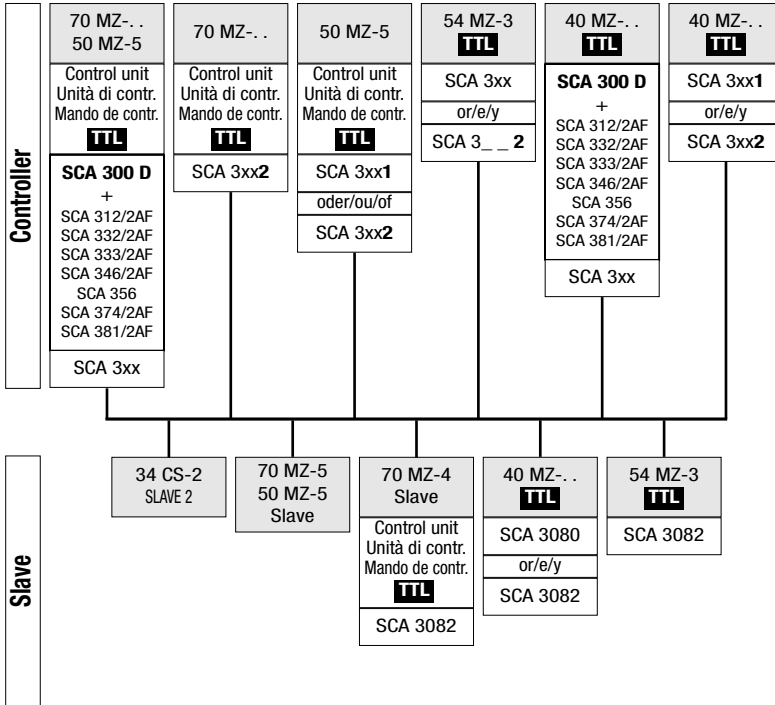 Controller
70 MZ-. .
50 MZ-5
Control unit
Unità di contr.
Mando de contr.
TTL
SCA 300 D
+
SCA 312/2AF
SCA 332/2AF
SCA 333/2AF
SCA 346/2AF
SCA 356
SCA 374/2AF
SCA 381/2AF
SCA 3xx
70 MZ-. .
Control unit
Unità di contr.
Mando de contr.
TTL
SCA 3xx2
50 MZ-5
Control unit
Unità di contr.
Mando de contr.
TTL
SCA 3xx1
oder/ou/of
SCA 3xx2
54 MZ-3
TTL
SCA 3xx
or/e/y
SCA 3_ _ 2
40 MZ-. .
TTL
SCA 300 D
+
SCA 312/2AF
SCA 332/2AF
SCA 333/2AF
SCA 346/2AF
SCA 356
SCA 374/2AF
SCA 381/2AF
SCA 3xx
40 MZ-. .
TTL
SCA 3xx1
or/e/y
SCA 3xx2
Slave
34 CS-2
SLAVE 2
70 MZ-5
50 MZ-5
Slave
70 MZ-4
Slave
Control unit
Unità di contr.
Mando de contr.
TTL
SCA 3082
40 MZ-. .
TTL
SCA 3080
or/e/y
SCA 3082
54 MZ-3
TTL
SCA 3082